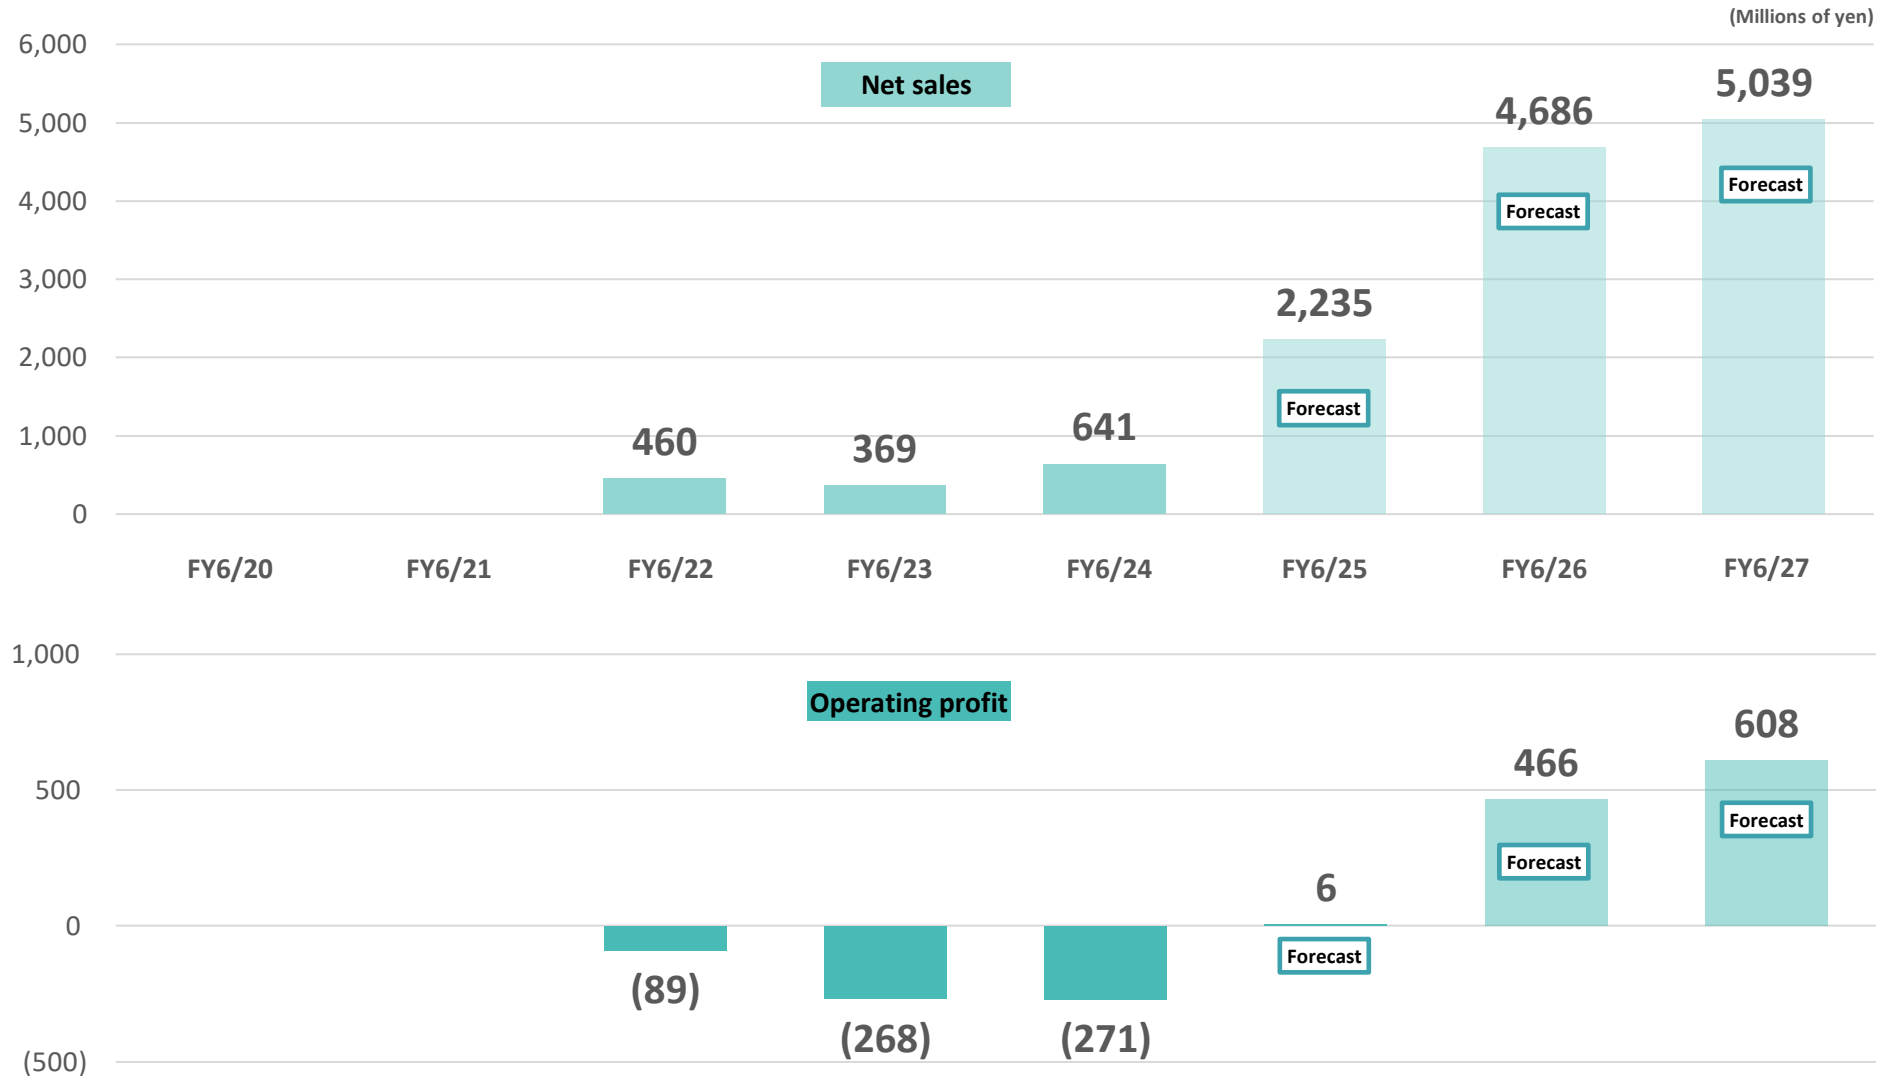 (Millions of yen)
6,000
Net sales
5,039
4,686
5,000
Forecast
4,000
Forecast
3,000
2,235
2,000
Forecast
1,000
460
369
641
0
FY6/20 FY6/21 FY6/22 FY6/23 FY6/24 FY6/25 FY6/26 FY6/27
1,000
Operating profit
608
466
500
Forecast
Forecast
6
0
Forecast
(89)
(268)
(271)
(500)